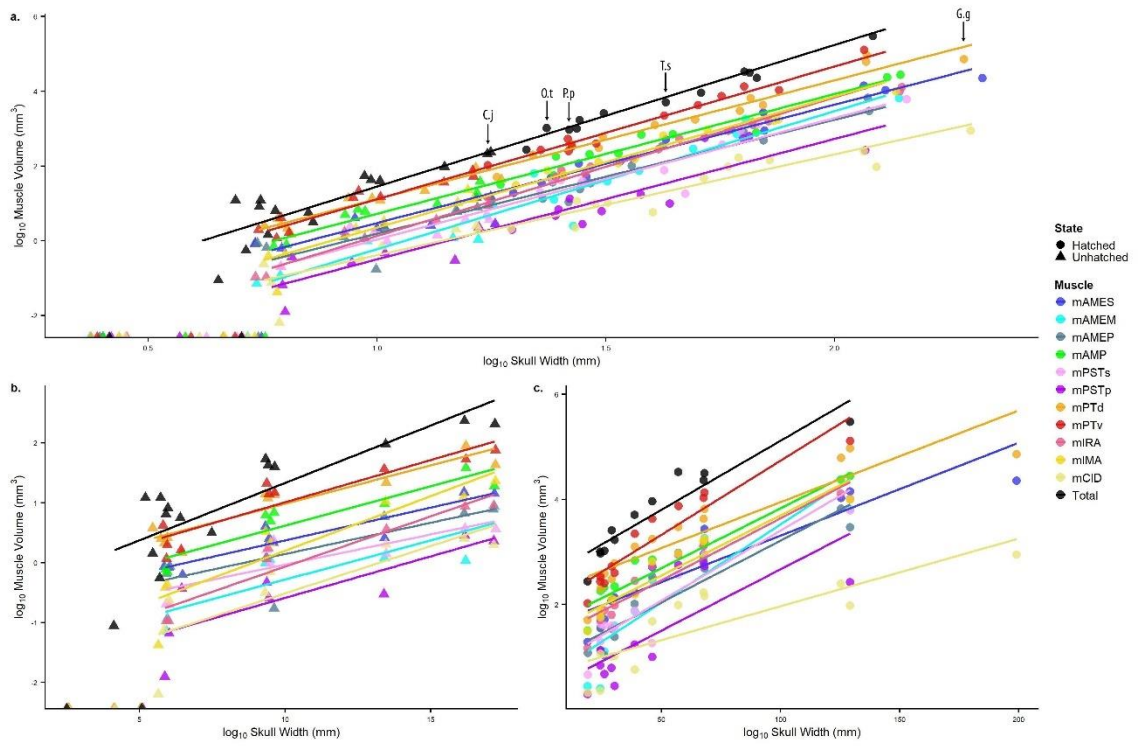 a.
6
4
2
0
-2
log10 Muscle Volume (mm3)
C.j
O.t
P.p
T.s
G.g
0.5
1.0
1.5
2.0
log10 Skull Width (mm)
State
Hatched
Unhatched
Muscle
mAMES
mAMEM
mAMEP
mAMP
mPSTs
mPSTp
mPTd
mPTv
mIRA
mIMA
mCID
Total
b.
2
1
0
-1
-2
log10 Muscle Volume (mm3)
5
10
15
log10 Skull Width (mm)
c.
6
4
2
log10 Muscle Volume (mm3)
50
100
150
200
log10 Skull Width (mm)